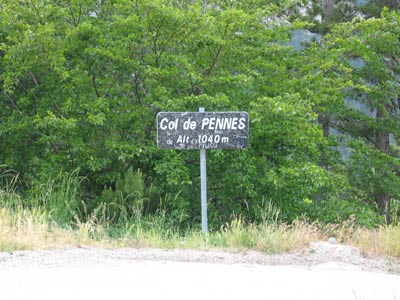 Col de PENNES
Alt. 1040 m